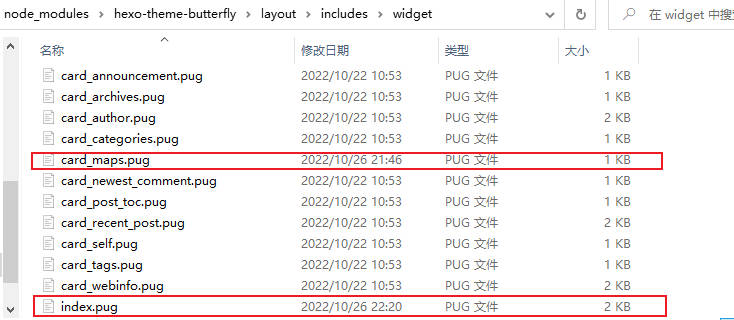 node_modules › hexo-theme-butterfly › layout › includes › widget 在 widget 中搜
名称 修改日期 类型 大小
card_announcement.pug 2022/10/22 10:53 PUG 文件 1 KB
card_archives.pug 2022/10/22 10:53 PUG 文件 1 KB
card_author.pug 2022/10/22 10:53 PUG 文件 2 KB
card_categories.pug 2022/10/22 10:53 PUG 文件 1 KB
card_maps.pug 2022/10/26 21:46 PUG 文件 1 KB
card_newest_comment.pug 2022/10/22 10:53 PUG 文件 1 KB
card_post_toc.pug 2022/10/22 10:53 PUG 文件 1 KB
card_recent_post.pug 2022/10/22 10:53 PUG 文件 2 KB
card_self.pug 2022/10/22 10:53 PUG 文件 1 KB
card_tags.pug 2022/10/22 10:53 PUG 文件 1 KB
card_webinfo.pug 2022/10/22 10:53 PUG 文件 2 KB
index.pug 2022/10/26 22:20 PUG 文件 2 KB